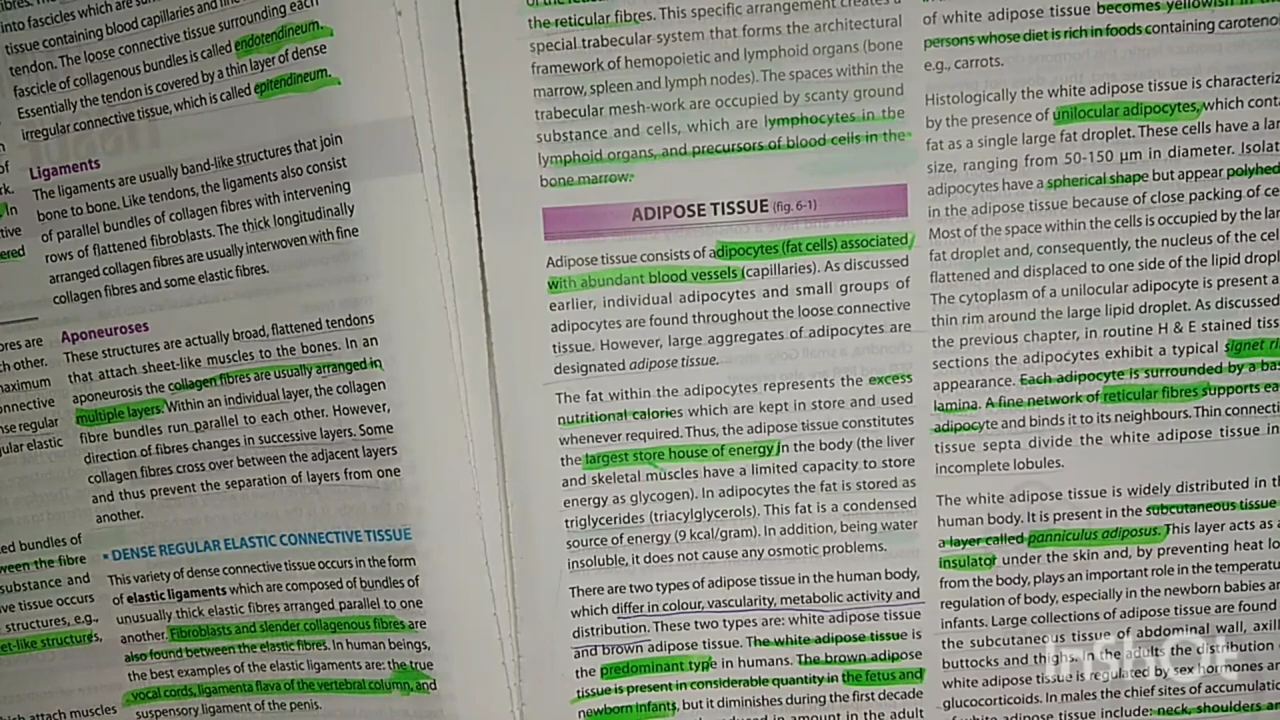 into fascicles which are
tissue containing blood capillaries and
tendon. The loose connective tissue surrounding each
fascicle of collagenous bundles is called endotendineum.
Essentially the tendon is covered by a thin layer of dense
irregular connective tissue, which is called epitendineum.
Ligaments
The ligaments are usually band-like structures that join
bone to bone. Like tendons, the ligaments also consist
of parallel bundles of collagen fibres with intervening
rows of flattened fibroblasts. The thick longitudinally
arranged collagen fibres are usually interwoven with fine
collagen fibres and some elastic fibres.
Aponeuroses
These structures are actually broad, flattened tendons
that attach sheet-like muscles to the bones. In an
aponeurosis the collagen fibres are usually arranged in
multiple layers. Within an individual layer, the collagen
fibre bundles run parallel to each other. However,
direction of fibres changes in successive layers. Some
collagen fibres cross over between the adjacent layers
and thus prevent the separation of layers from one
another.
▪ DENSE REGULAR ELASTIC CONNECTIVE TISSUE
This variety of dense connective tissue occurs in the form
of elastic ligaments which are composed of bundles of
unusually thick elastic fibres arranged parallel to one
another. Fibroblasts and slender collagenous fibres are
also found between the elastic fibres. In human beings,
the best examples of the elastic ligaments are: the true
vocal cords, ligamenta flava of the vertebral column, and
suspensory ligament of the penis.
the reticular fibres. This specific arrangement creates a
special trabecular system that forms the architectural
framework of hemopoietic and lymphoid organs (bone
marrow, spleen and lymph nodes). The spaces within the
trabecular mesh-work are occupied by scanty ground
substance and cells, which are lymphocytes in the
lymphoid organs, and precursors of blood cells in the
bone marrow.
ADIPOSE TISSUE (fig. 6-1)
Adipose tissue consists of adipocytes (fat cells) associated
with abundant blood vessels (capillaries). As discussed
earlier, individual adipocytes and small groups of
adipocytes are found throughout the loose connective
tissue. However, large aggregates of adipocytes are
designated adipose tissue.
The fat within the adipocytes represents the excess
nutritional calories which are kept in store and used
whenever required. Thus, the adipose tissue constitutes
the largest store house of energy in the body (the liver
and skeletal muscles have a limited capacity to store
energy as glycogen). In adipocytes the fat is stored as
triglycerides (triacylglycerols). This fat is a condensed
source of energy (9 kcal/gram). In addition, being water
insoluble, it does not cause any osmotic problems.
There are two types of adipose tissue in the human body,
which differ in colour, vascularity, metabolic activity and
distribution. These two types are: white adipose tissue
and brown adipose tissue. The white adipose tissue is
the predominant type in humans. The brown adipose
tissue is present in considerable quantity in the fetus and
newborn infants, but it diminishes during the first decade
in amount in the adult
of white adipose tissue becomes yellowish in
persons whose diet is rich in foods containing
e.g., carrots.
Histologically the white adipose tissue is
by the presence of unilocular adipocytes, which
fat as a single large fat droplet. These cells have a
size, ranging from 50-150 µm in diameter.
adipocytes have a spherical shape but appear
in the adipose tissue because of close packing of
Most of the space within the cells is occupied by the
fat droplet and, consequently, the nucleus of the
flattened and displaced to one side of the lipid
The cytoplasm of a unilocular adipocyte is present
thin rim around the large lipid droplet. As discussed
the previous chapter, in routine H & E stained
sections the adipocytes exhibit a typical signet
appearance. Each adipocyte is surrounded by a
lamina. A fine network of reticular fibres supports
adipocyte and binds it to its neighbours. Thin
tissue septa divide the white adipose tissue
incomplete lobules.
The white adipose tissue is widely distributed in
human body. It is present in the subcutaneous tissue
a layer called panniculus adiposus. This layer acts as
insulator under the skin and, by preventing heat
from the body, plays an important role in the
regulation of body, especially in the newborn babies
infants. Large collections of adipose tissue are found
the subcutaneous tissue of abdominal wall,
buttocks and thighs. In the adults the distribution
white adipose tissue is regulated by sex hormones
glucocorticoids. In males the chief sites of
of white adipose tissue include: neck, shoulders